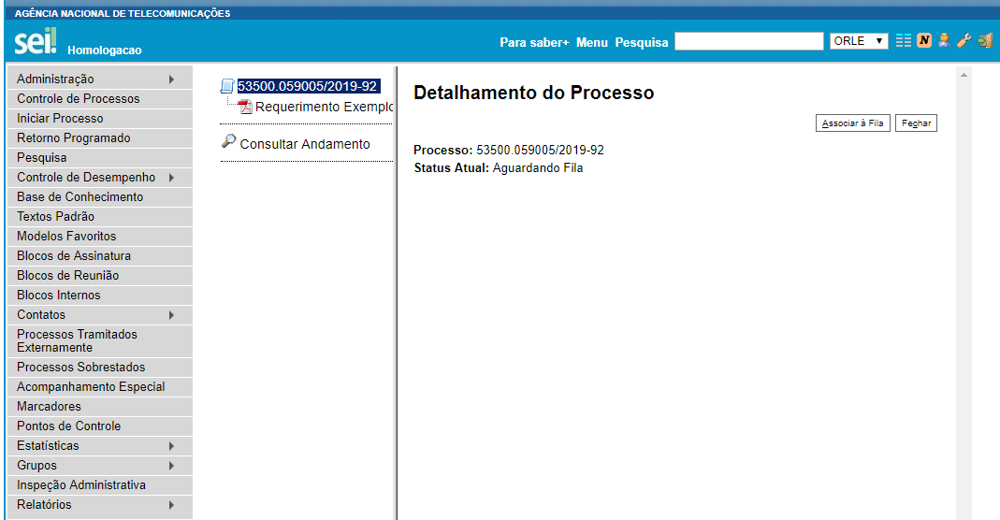 AGÊNCIA NACIONAL DE TELECOMUNICAÇÕES
sei!
Homologacao
Para saber+ Menu Pesquisa
ORLE
N
Administração
Controle de Processos
Iniciar Processo
Retorno Programado
Pesquisa
Controle de Desempenho
Base de Conhecimento
Textos Padrão
Modelos Favoritos
Blocos de Assinatura
Blocos de Reunião
Blocos Internos
Contatos
Processos Tramitados
Externamente
Processos Sobrestados
Acompanhamento Especial
Marcadores
Pontos de Controle
Estatísticas
Grupos
Inspeção Administrativa
Relatórios
53500.059005/2019-92
Requerimento Exemplo
Consultar Andamento
Detalhamento do Processo
Associar à Fila
Fechar
Processo: 53500.059005/2019-92
Status Atual: Aguardando Fila